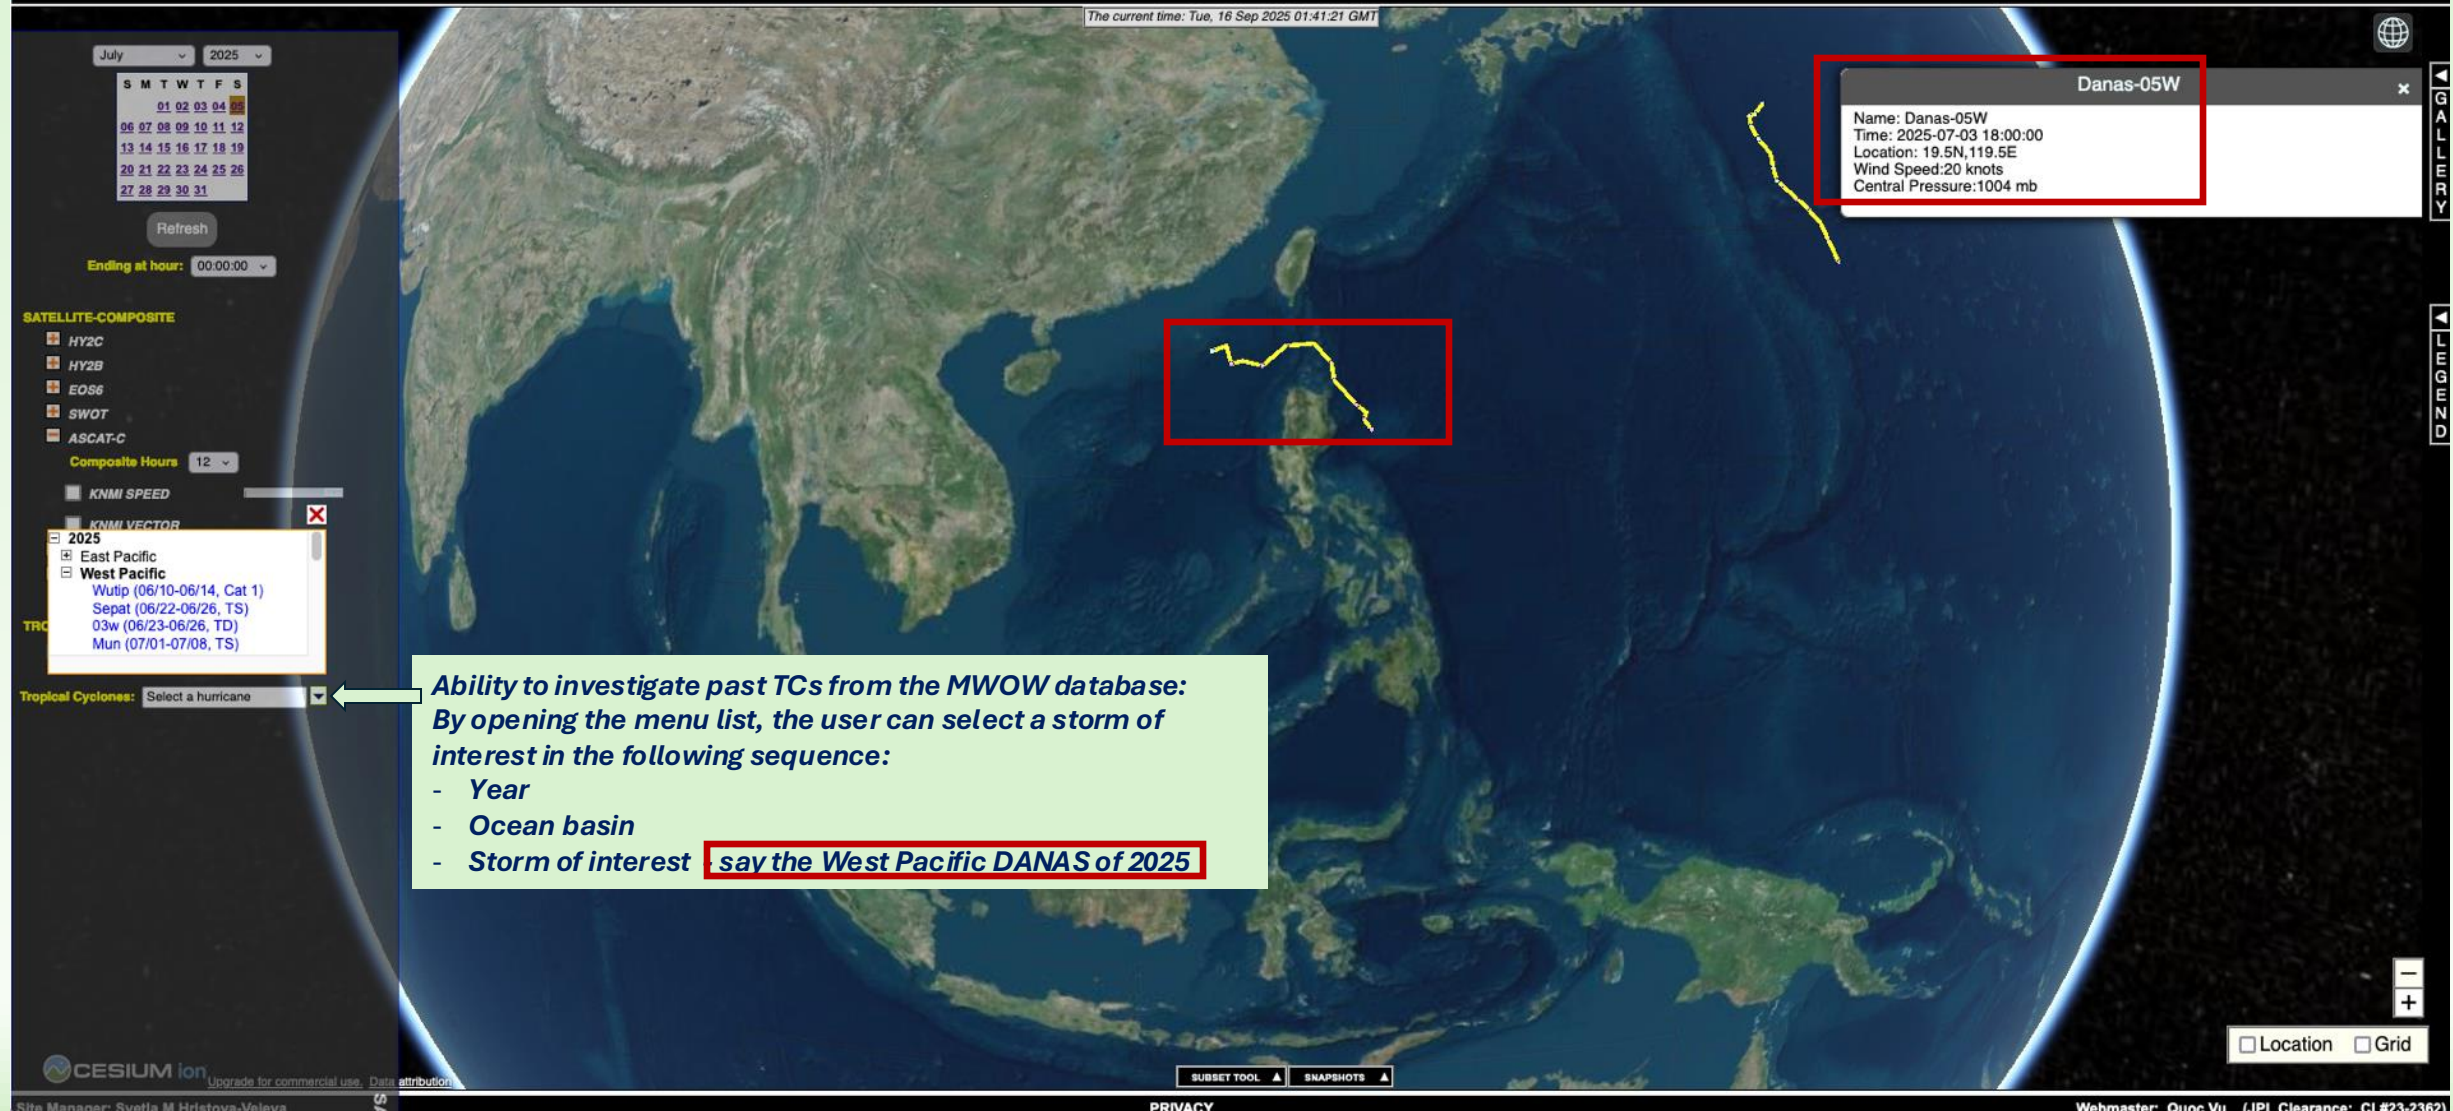 The current time: Tue, 16 Sep 2025 01:41:21 GMT
July 2025
S M T W T F S
01 02 03 04 05
06 07 08 09 10 11 12
13 14 15 16 17 18 19
20 21 22 23 24 25 26
27 28 29 30 31
Refresh
Ending at hour: 00:00:00
SATELLITE-COMPOSITE
HY2C
HY2B
EOS6
SWOT
ASCAT-C
Composite Hours 12
KNMI SPEED
KNMI VECTOR
2025
East Pacific
West Pacific
Wutip (06/10-06/14, Cat 1)
Sepat (06/22-06/26, TS)
03w (06/23-06/26, TD)
Mun (07/01-07/08, TS)
TRO
Tropical Cyclones: Select a hurricane
Ability to investigate past TCs from the MWOW database:
By opening the menu list, the user can select a storm of
interest in the following sequence:
- Year
- Ocean basin
- Storm of interest - say the West Pacific DANAS of 2025
Danas-05W
Name: Danas-05W
Time: 2025-07-03 18:00:00
Location: 19.5N,119.5E
Wind Speed:20 knots
Central Pressure:1004 mb
GALLERY
LEGEND
Location Grid
CESIUM ion
Upgrade for commercial use. Data attribution
SUBSET TOOL SNAPSHOTS
Site Manager: Svetla M Hristova-Veleva
PRIVACY
Webmaster: Quoc Vu (JPL Clearance: CL#23-2362)